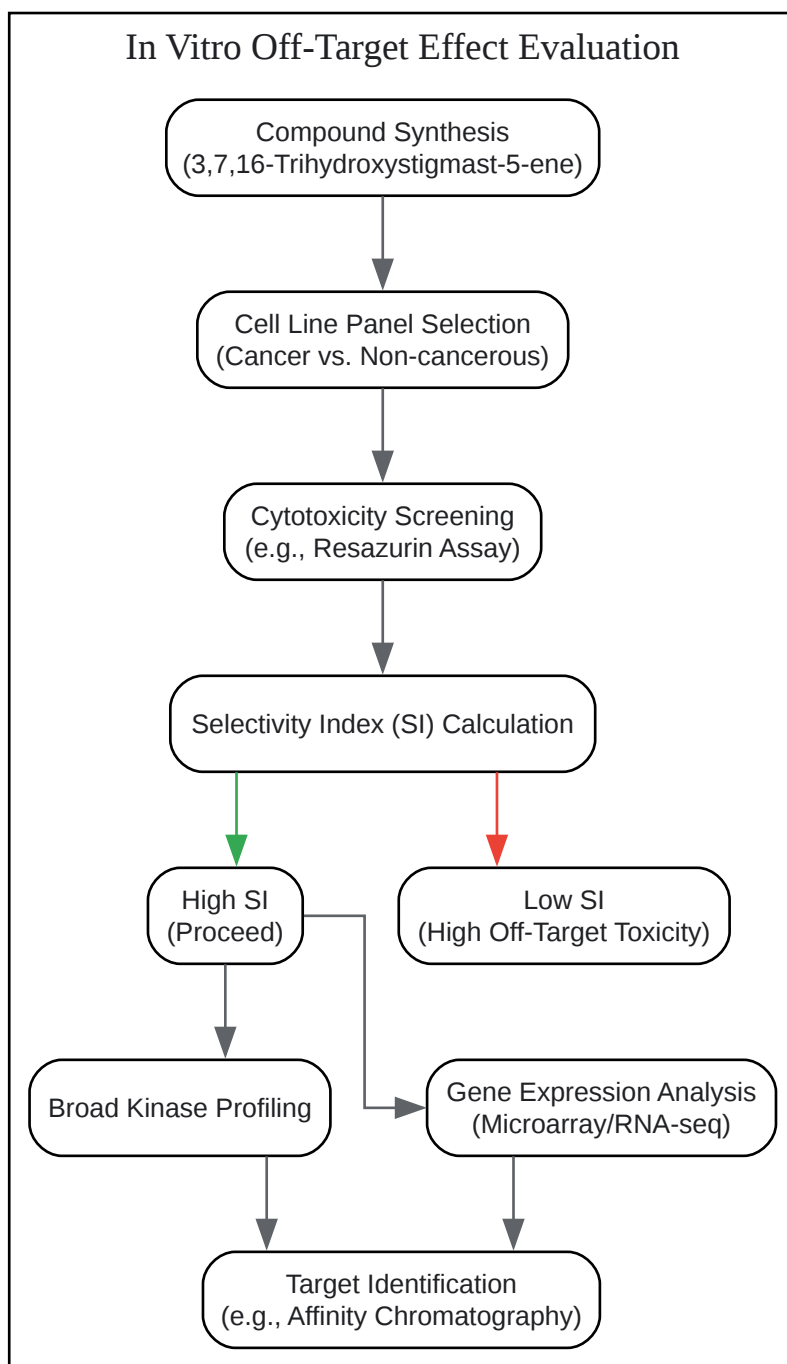 In Vitro Off-Target Effect Evaluation
Compound Synthesis
(3,7,16-Trihydroxystigmast-5-ene)
Cell Line Panel Selection
(Cancer vs. Non-cancerous)
Cytotoxicity Screening
(e.g., Resazurin Assay)
Selectivity Index (SI) Calculation
High SI
(Proceed)
Low SI
(High Off-Target Toxicity)
Broad Kinase Profiling
Gene Expression Analysis
(Microarray/RNA-seq)
Target Identification
(e.g., Affinity Chromatography)